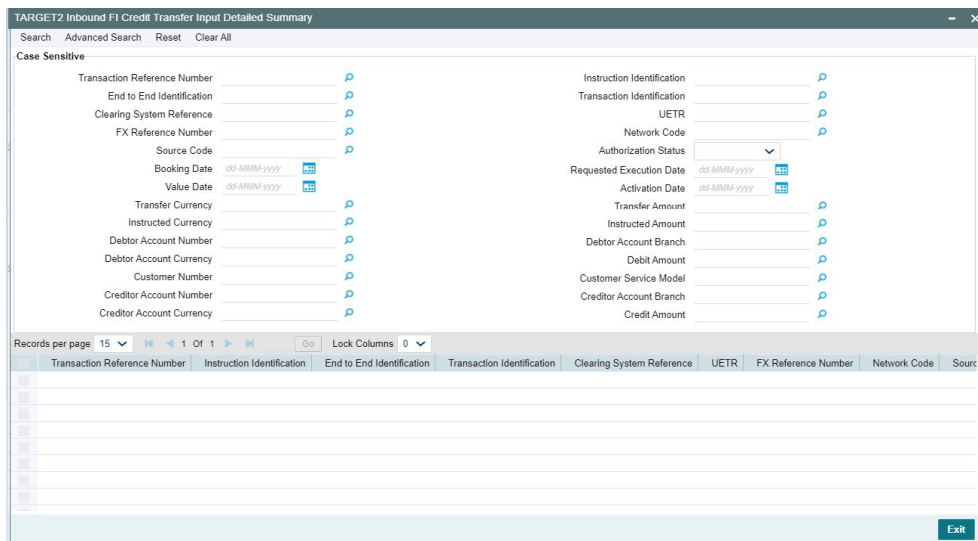 TARGET2 Inbound FI Credit Transfer Input Detailed Summary
Search Advanced Search Reset Clear All
Case Sensitive
Transaction Reference Number Instruction Identification
End to End Identification Transaction Identification
Clearing System Reference UETR
FX Reference Number Network Code
Source Code Authorization Status
Booking Date dd-MMM-yyyy Requested Execution Date dd-MMM-yyyy
Value Date dd-MMM-yyyy Activation Date dd-MMM-yyyy
Transfer Currency Transfer Amount
Instructed Currency Instructed Amount
Debtor Account Number Debtor Account Branch
Debtor Account Currency Debit Amount
Customer Number Customer Service Model
Creditor Account Number Creditor Account Branch
Creditor Account Currency Credit Amount
Records per page 15 1 Of 1 Go Lock Columns 0
Transaction Reference Number Instruction Identification End to End Identification Transaction Identification Clearing System Reference UETR FX Reference Number Network Code Sourc
Exit